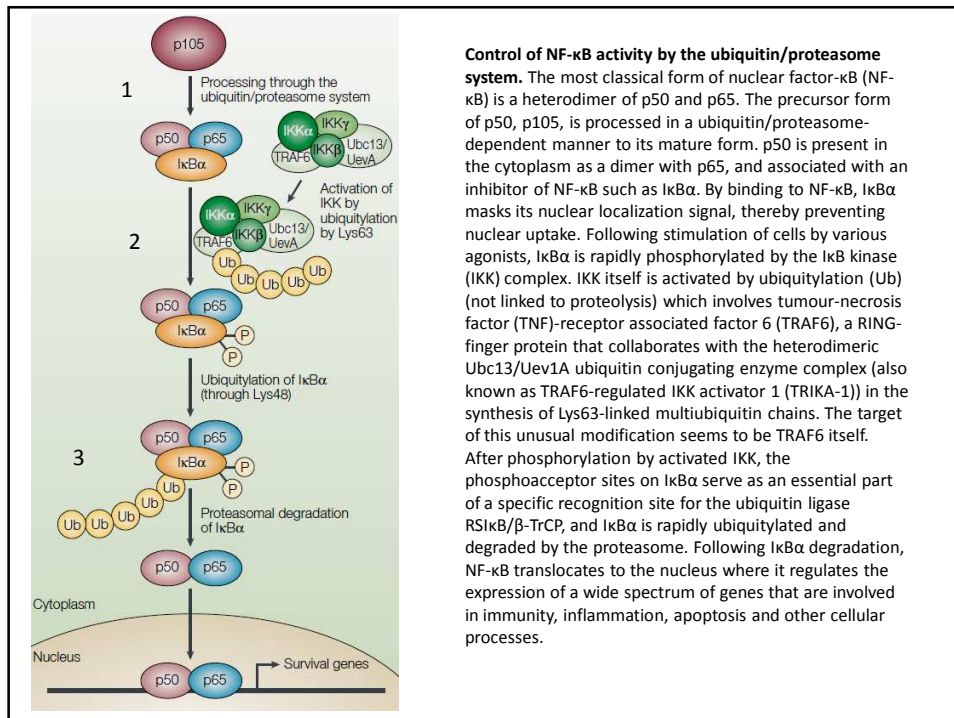 p105
1
Processing through the
ubiquitin/proteasome system
p50 p65
IκBα
IKKα IKKγ
TRAF6 IKKβ Ubc13/
UevA
Activation of
IKK by
ubiquitylation
by Lys63
2
IKKα IKKγ
TRAF6 IKKβ Ubc13/
UevA
Ub Ub Ub Ub Ub
p50 p65
IκBα
P
P
Ubiquitylation of IκBα
(through Lys48)
3
p50 p65
IκBα
P
P
Ub
Ub Ub Ub Ub
Proteasomal degradation
of IκBα
p50 p65
Cytoplasm
Nucleus
p50 p65
Survival genes
Control of NF-κB activity by the ubiquitin/proteasome
system. The most classical form of nuclear factor-κB (NF-
κB) is a heterodimer of p50 and p65. The precursor form
of p50, p105, is processed in a ubiquitin/proteasome-
dependent manner to its mature form. p50 is present in
the cytoplasm as a dimer with p65, and associated with an
inhibitor of NF-κB such as IκBα. By binding to NF-κB, IκBα
masks its nuclear localization signal, thereby preventing
nuclear uptake. Following stimulation of cells by various
agonists, IκBα is rapidly phosphorylated by the IκB kinase
(IKK) complex. IKK itself is activated by ubiquitylation (Ub)
(not linked to proteolysis) which involves tumour-necrosis
factor (TNF)-receptor associated factor 6 (TRAF6), a RING-
finger protein that collaborates with the heterodimeric
Ubc13/Uev1A ubiquitin conjugating enzyme complex (also
known as TRAF6-regulated IKK activator 1 (TRIKA-1)) in the
synthesis of Lys63-linked multiubiquitin chains. The target
of this unusual modification seems to be TRAF6 itself.
After phosphorylation by activated IKK, the
phosphoacceptor sites on IκBα serve as an essential part
of a specific recognition site for the ubiquitin ligase
RSIκB/β-TrCP, and IκBα is rapidly ubiquitylated and
degraded by the proteasome. Following IκBα degradation,
NF-κB translocates to the nucleus where it regulates the
expression of a wide spectrum of genes that are involved
in immunity, inflammation, apoptosis and other cellular
processes.